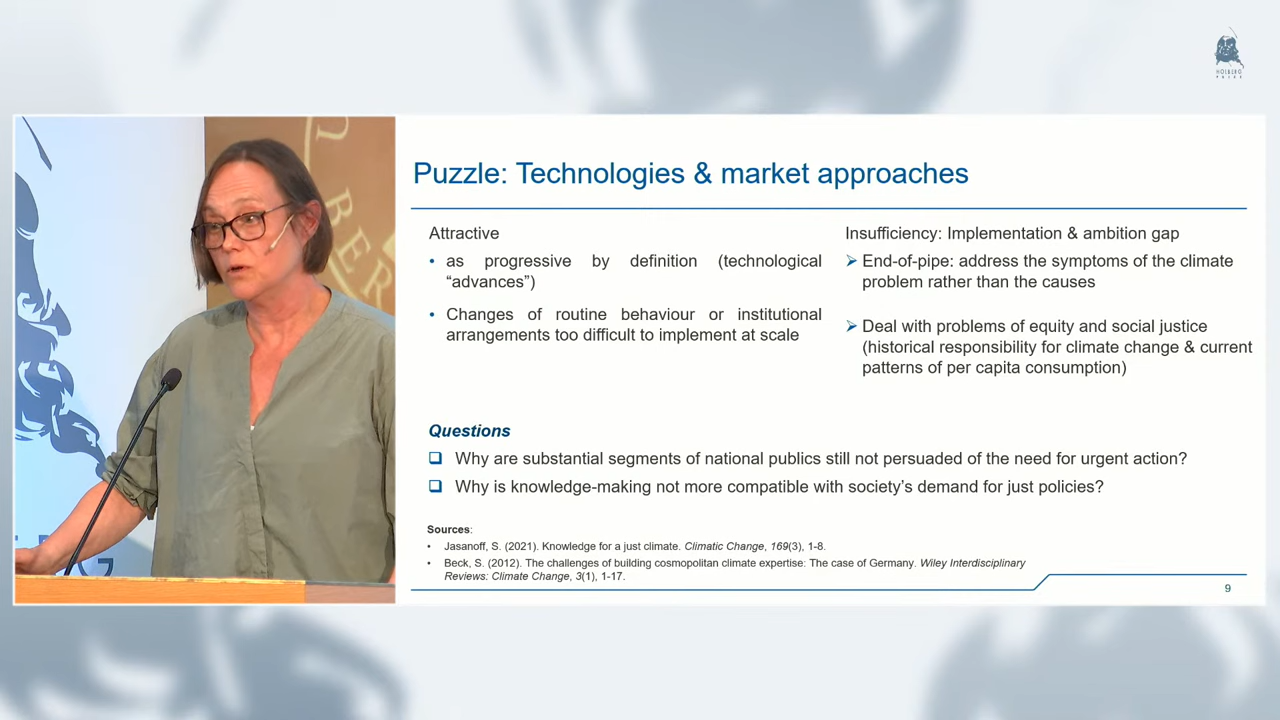 HOLBERG
PRIZE
BER
Puzzle: Technologies & market approaches
Attractive
• as progressive by definition (technological
“advances”)
• Changes of routine behaviour or institutional
arrangements too difficult to implement at scale
Insufficiency: Implementation & ambition gap
➢ End-of-pipe: address the symptoms of the climate
problem rather than the causes
➢ Deal with problems of equity and social justice
(historical responsibility for climate change & current
patterns of per capita consumption)
Questions
❑ Why are substantial segments of national publics still not persuaded of the need for urgent action?
❑ Why is knowledge-making not more compatible with society’s demand for just policies?
Sources:
• Jasanoff, S. (2021). Knowledge for a just climate. Climatic Change, 169(3), 1-8.
• Beck, S. (2012). The challenges of building cosmopolitan climate expertise: The case of Germany. Wiley Interdisciplinary
Reviews: Climate Change, 3(1), 1-17.
9